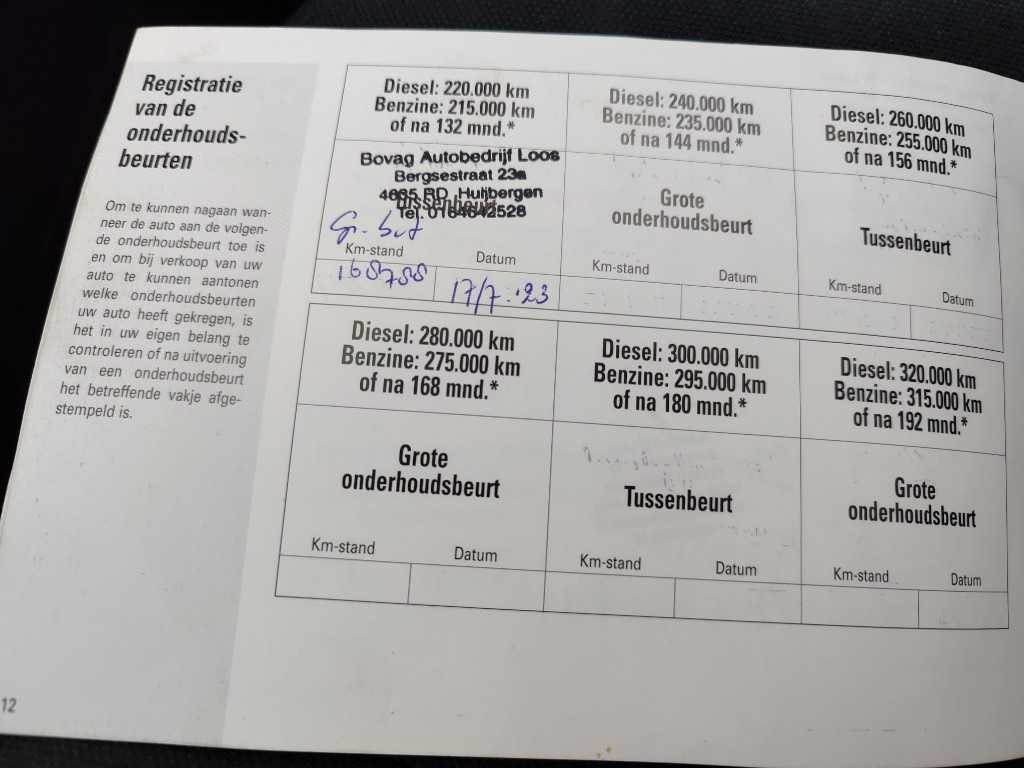 Registratie
van de
onderhouds-
beurten
Om te kunnen nagaan wan-
neer de auto aan de volgen-
de onderhoudsbeurt toe is
en om bij verkoop van uw
auto te kunnen aantonen
welke onderhoudsbeurten
uw auto heeft gekregen, is
het in uw eigen belang te
controleren of na uitvoering
van een onderhoudsbeurt
het betreffende vakje afge-
stempeld is.
Diesel: 220.000 km
Benzine: 215.000 km
of na 132 mnd.*
Bovag Autobedrijf Loos
Bergsestraat 23a
4635 RD Huijbergen
Tussenbeurt
Tel. 0164642528
Gr. beurt
Km-stand
Datum
168788
17/7-'23
Diesel: 240.000 km
Benzine: 235.000 km
of na 144 mnd.*
Grote
onderhoudsbeurt
Km-stand
Datum
Diesel: 260.000 km
Benzine: 255.000 km
of na 156 mnd.*
Tussenbeurt
Km-stand
Datum
Diesel: 280.000 km
Benzine: 275.000 km
of na 168 mnd.*
Grote
onderhoudsbeurt
Km-stand
Datum
Diesel: 300.000 km
Benzine: 295.000 km
of na 180 mnd.*
Tussenbeurt
Km-stand
Datum
Diesel: 320.000 km
Benzine: 315.000 km
of na 192 mnd.*
Grote
onderhoudsbeurt
Km-stand
Datum
12